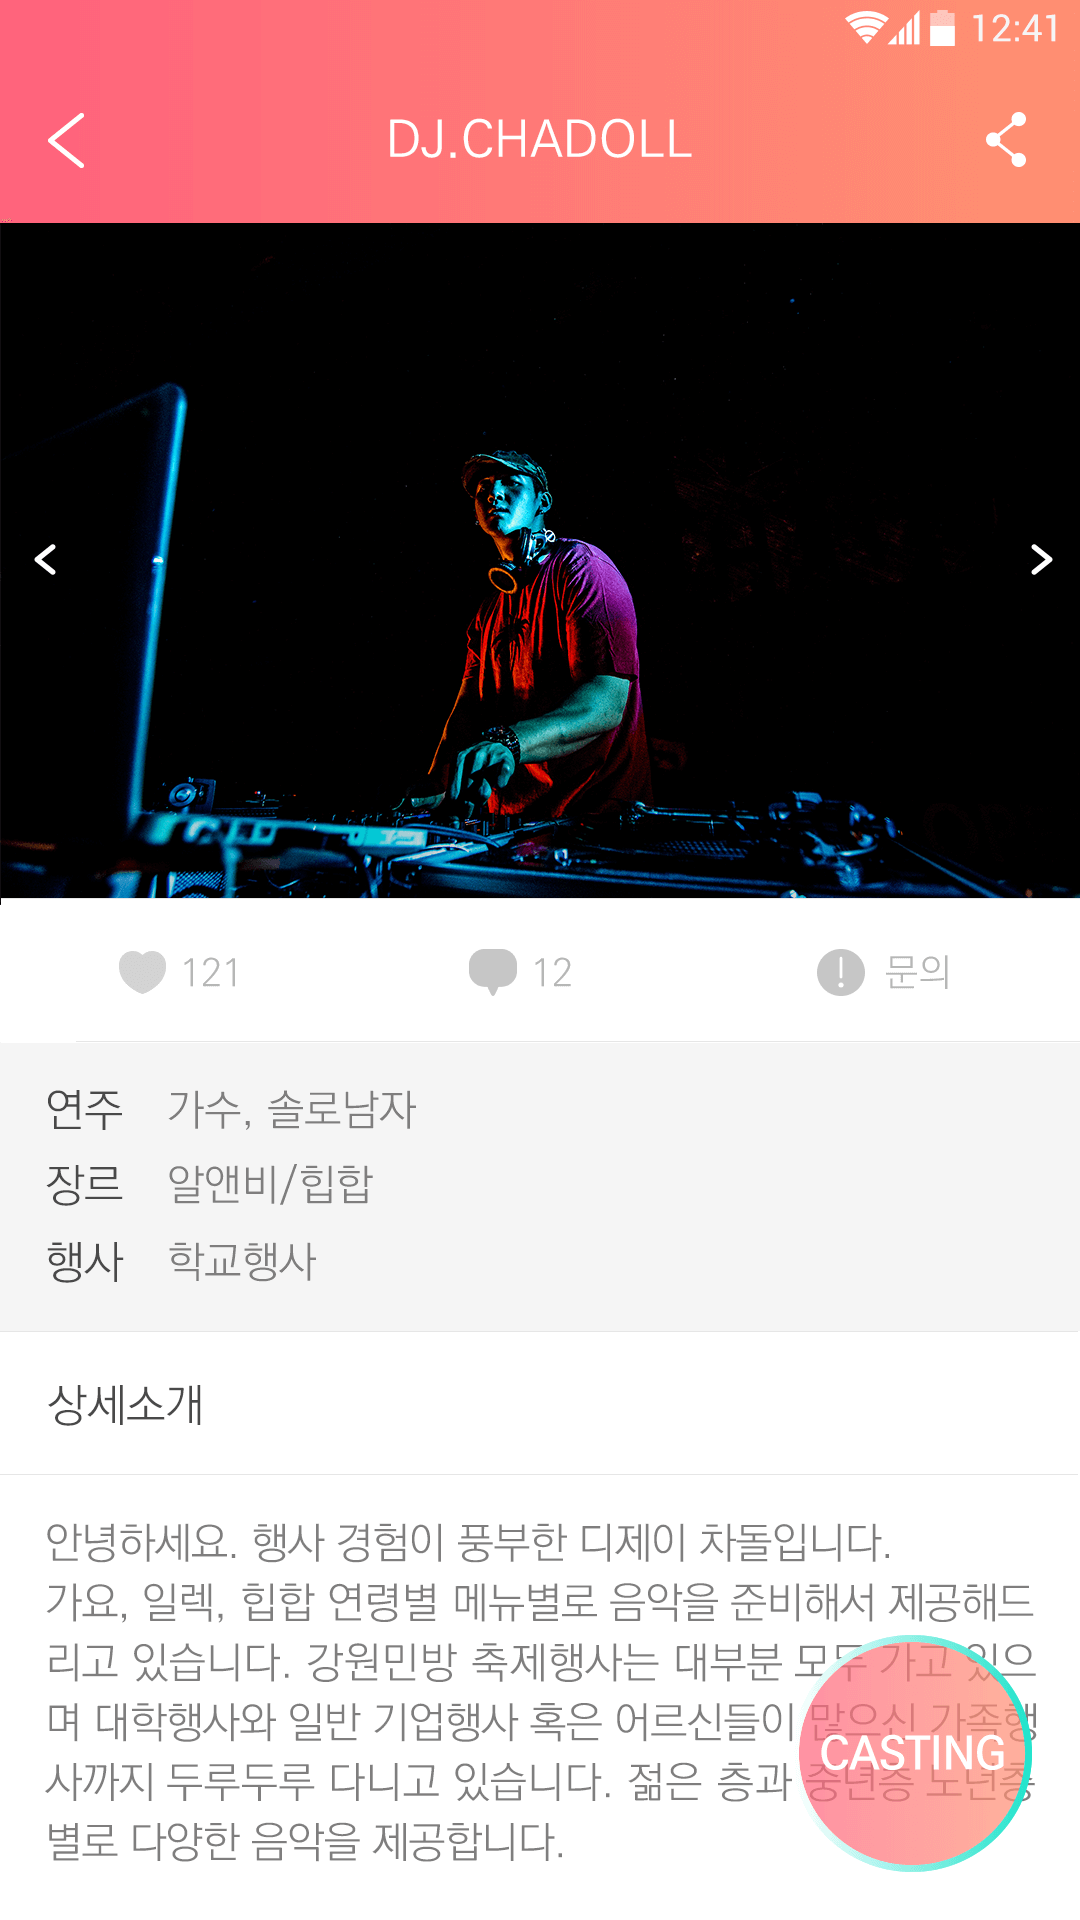 12:41
DJ.CHADOLL
121
12
문의
연주 가수, 솔로남자
장르 알앤비/힙합
행사 학교행사
상세소개
안녕하세요. 행사 경험이 풍부한 디제이 차돌입니다.
가요, 일렉, 힙합 연령별 메뉴별로 음악을 준비해서 제공해드
리고 있습니다. 강원민방 축제행사는 대부분 모두 가고 있으
며 대학행사와 일반 기업행사 혹은 어르신들이 많으신 가족행
사까지 두루두루 다니고 있습니다. 젊은 층과 중년층 노년층
별로 다양한 음악을 제공합니다.
CASTING